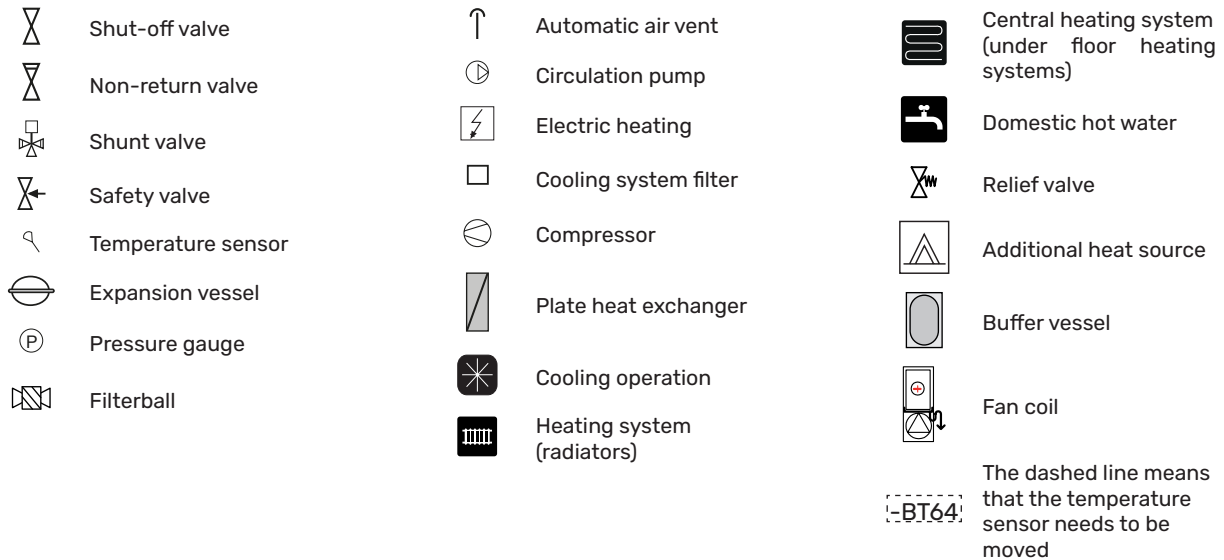 Shut-off valve
Non-return valve
Shunt valve
Safety valve
Temperature sensor
Expansion vessel
P
Pressure gauge
Filterball
Automatic air vent
Circulation pump
Electric heating
Cooling system filter
Compressor
Plate heat exchanger
Cooling operation
Heating system
(radiators)
Central heating system
(under floor heating
systems)
Domestic hot water
Relief valve
Additional heat source
Buffer vessel
Fan coil
-BT64
The dashed line means
that the temperature
sensor needs to be
moved